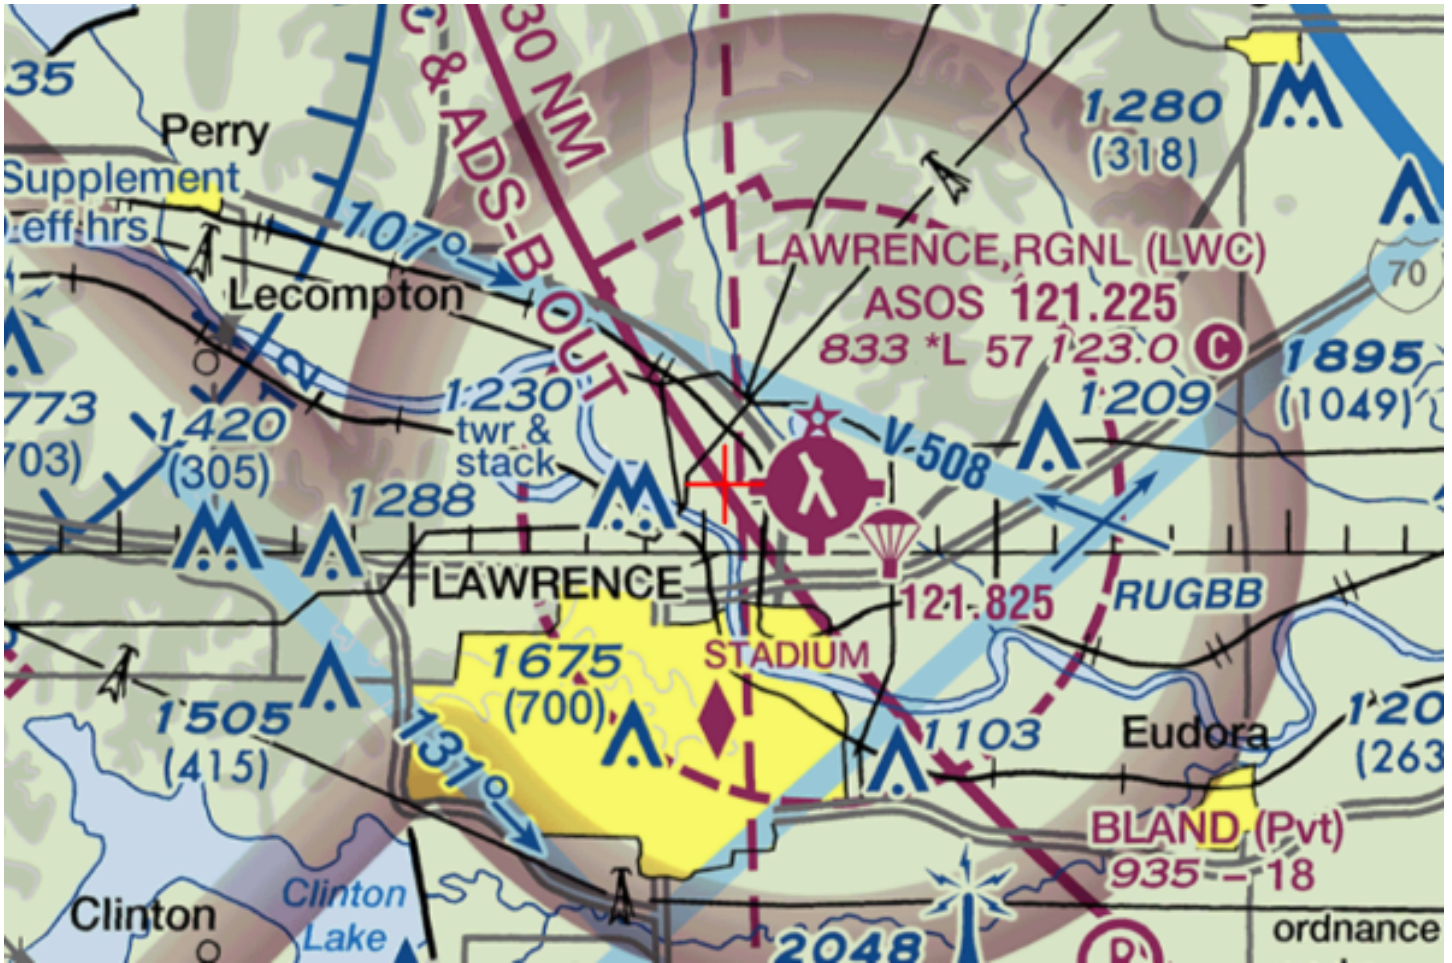 35
Perry
Supplement
eff hrs
C & ADS-B OUT
30 NM
107°
1280
(318)
LAWRENCE RGNL (LWC)
ASOS 121.225
833 *L 57 123.0 C
70
Lecompton
12
1230
twr &
stack
1209
1895
(1049)
773
703)
1420
(305)
V 508
1288
LAWRENCE
121.825
RUGBB
1675
(700)
STADIUM
1505
(415)
131°
1103
Eudora
120
(263
BLAND (Pvt)
935 – 18
Clinton
Clinton
Lake
2048
R
ordnance